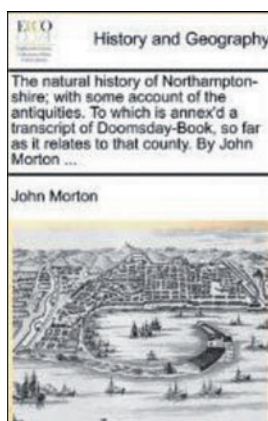 ECCO
History and Geography
The natural history of Northampton-
shire; with some account of the
antiquities. To which is annex'd a
transcript of Doomsday-Book, so far
as it relates to that county. By John
Morton ...
John Morton